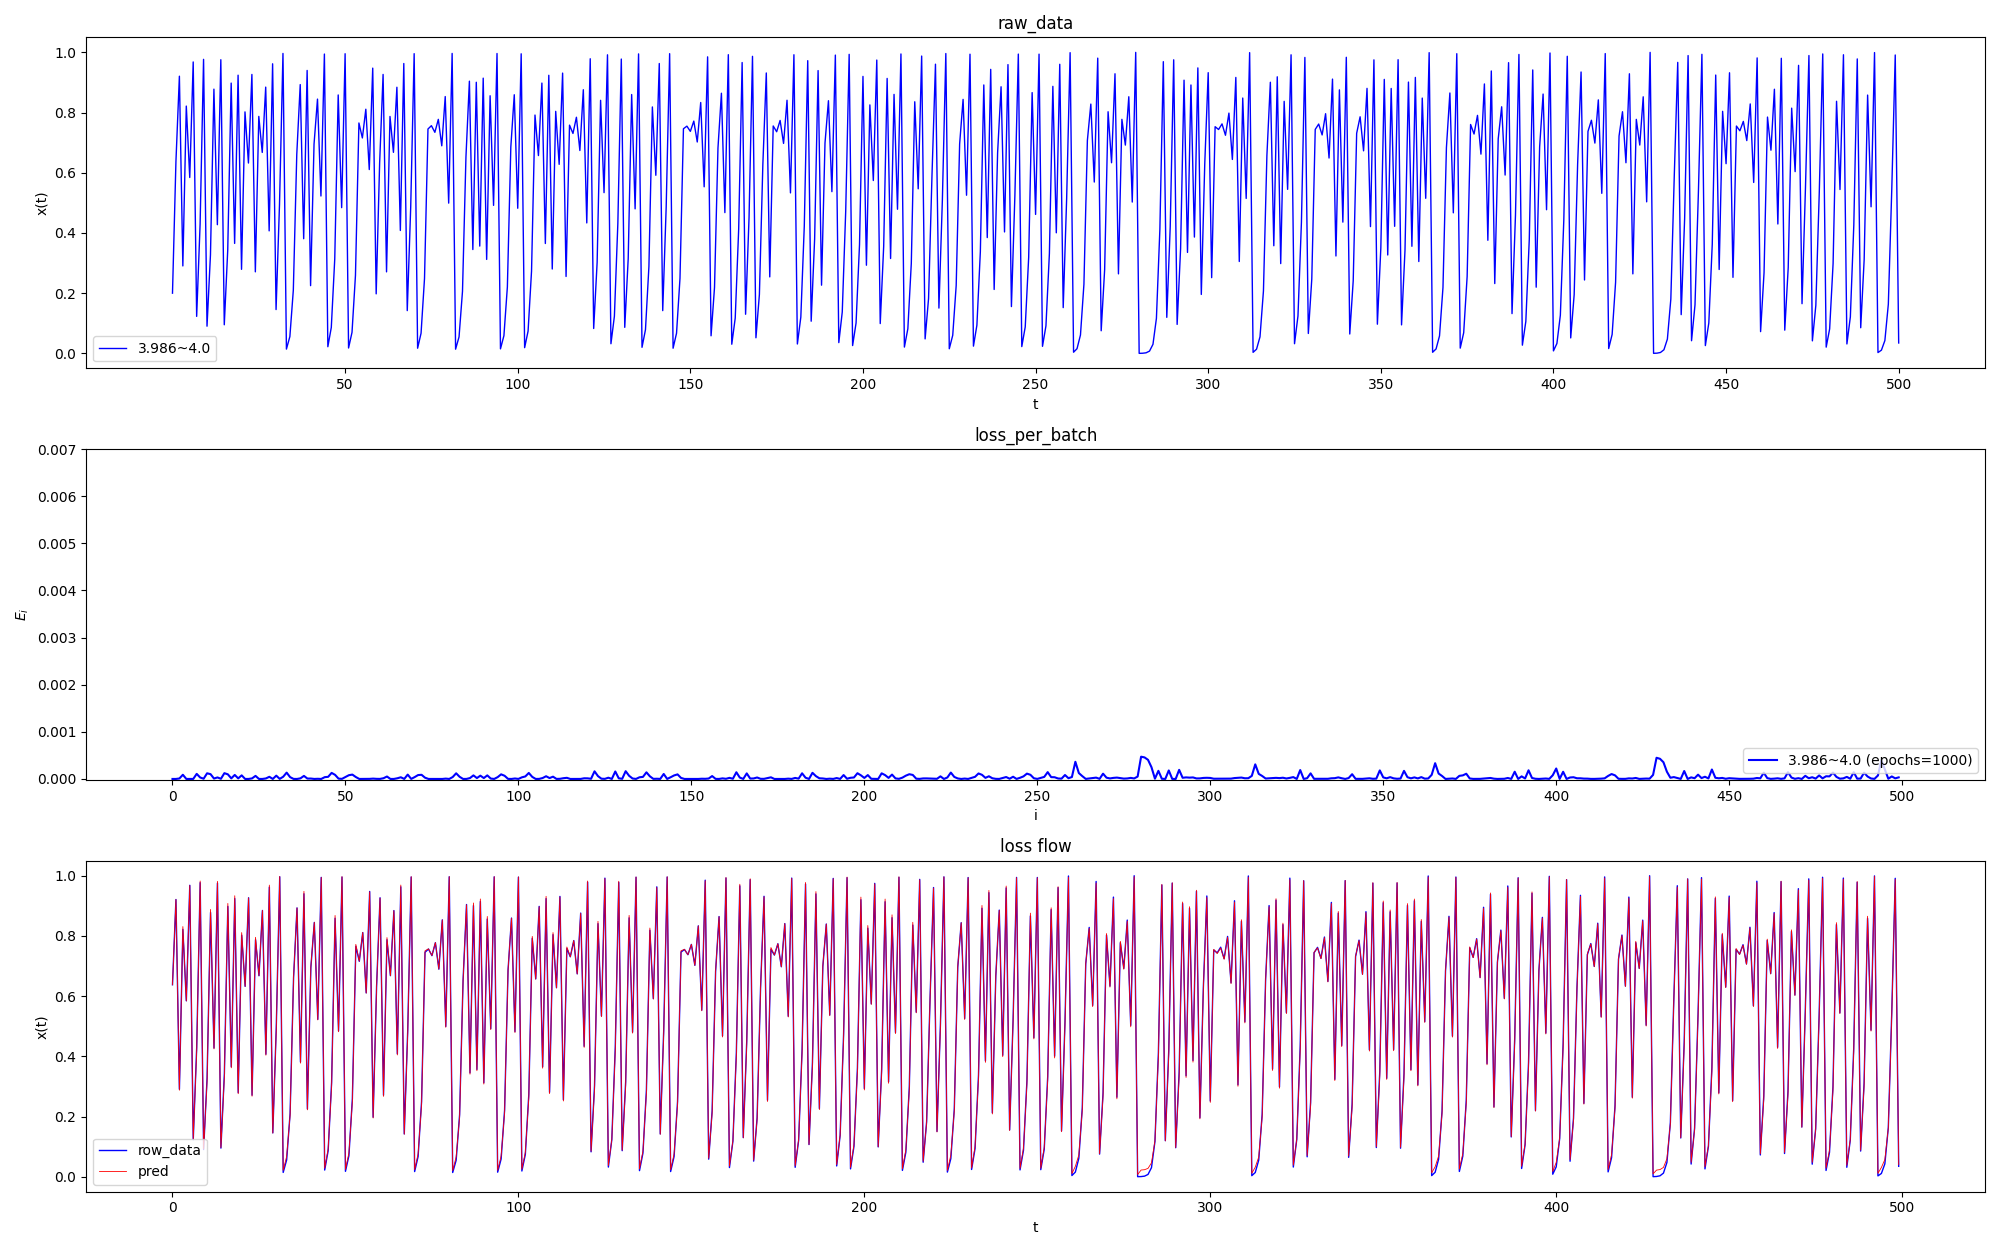 raw_data
1.0
0.8
0.6
0.4
0.2
0.0
x(t)
3.986~4.0
50 100 150 200 250 300 350 400 450 500
t
loss_per_batch
0.007
0.006
0.005
0.004
0.003
0.002
0.001
0.000
E_i
3.986~4.0 (epochs=1000)
0 50 100 150 200 250 300 350 400 450 500
i
loss flow
1.0
0.8
0.6
0.4
0.2
0.0
x(t)
row_data
pred
0 100 200 300 400 500
t